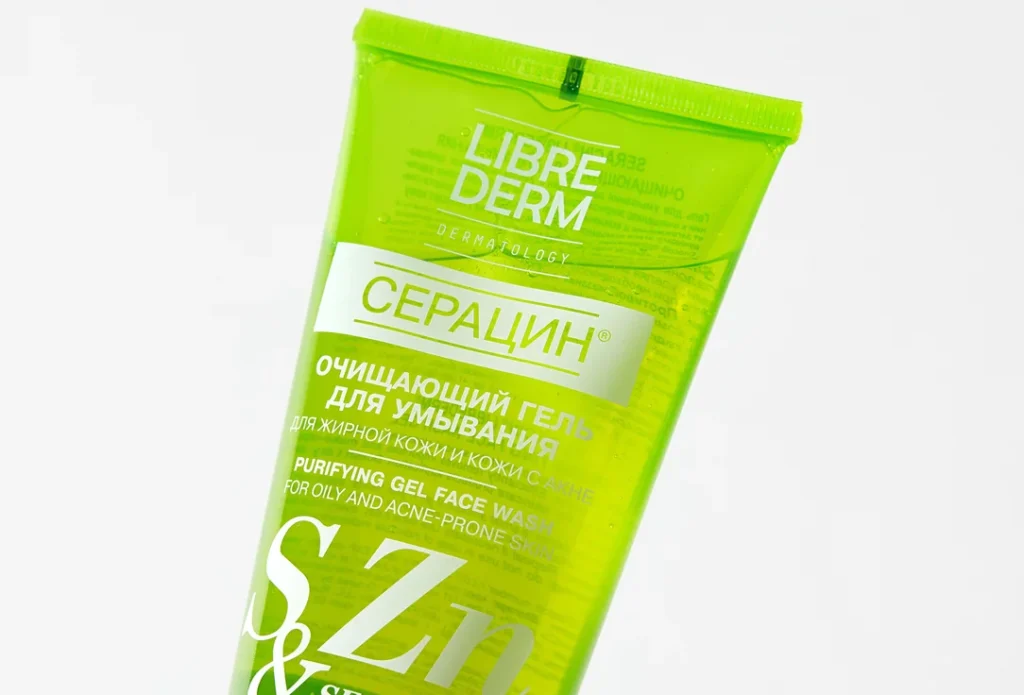 LIBRE
DERM
DERMATOLOGY
СЕРАЦИН®
ОЧИЩАЮЩИЙ ГЕЛЬ
ДЛЯ УМЫВАНИЯ
ДЛЯ ЖИРНОЙ КОЖИ И КОЖИ С АКНЕ
PURIFYING GEL FACE WASH
FOR OILY AND ACNE-PRONE SKIN
S Zn
&